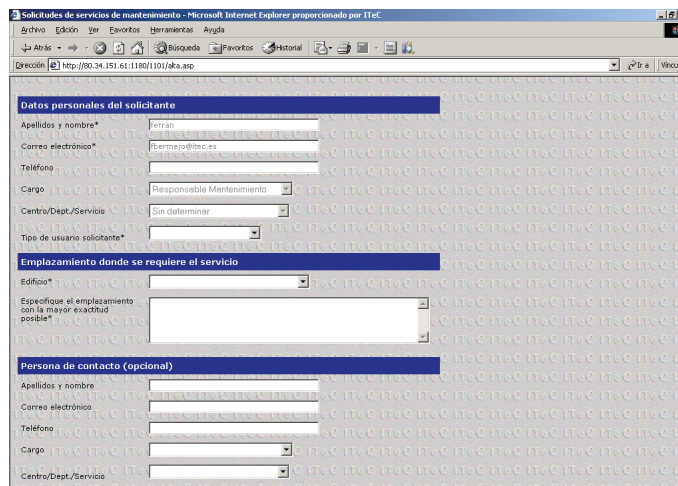 Solicitudes de servicios de mantenimiento - Microsoft Internet Explorer proporcionado por ITeC
Archivo Edición Ver Favoritos Herramientas Ayuda
Atrás Búsqueda Favoritos Historial
Dirección http://80.34.151.61:1180/1101/alta.asp Ir a Víncu
Datos personales del solicitante
Apellidos y nombre* ferran
Correo electrónico* fbermejo@itec.es
Teléfono
Cargo Responsable Mantenimiento
Centro/Dept./Servicio Sin determinar
Tipo de usuario solicitante*
Emplazamiento donde se requiere el servicio
Edificio*
Especifique el emplazamiento
con la mayor exactitud
posible*
Persona de contacto (opcional)
Apellidos y nombre
Correo electrónico
Teléfono
Cargo
Centro/Dept./Servicio